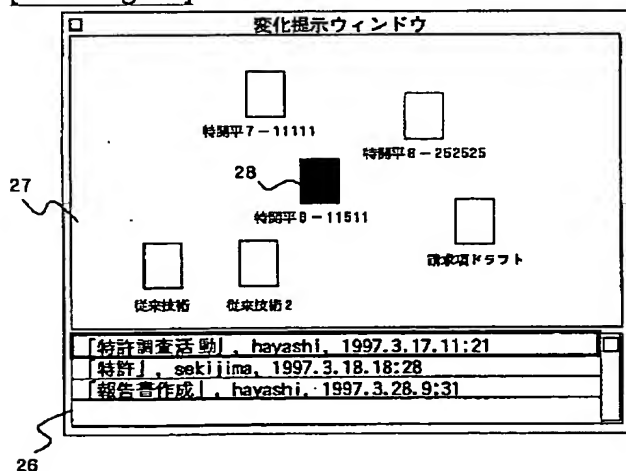 変化提示ウィンドウ
特開平7-11111
特開平8-252525
28
27
特開平8-11511
請求項ドラフト
従来技術
従来技術2
「特許調査活動」, hayashi, 1997.3.17.11:21
「特許」, sekijima, 1997.3.18.18:28
「報告書作成」, hayashi, 1997.3.28.9:31
26